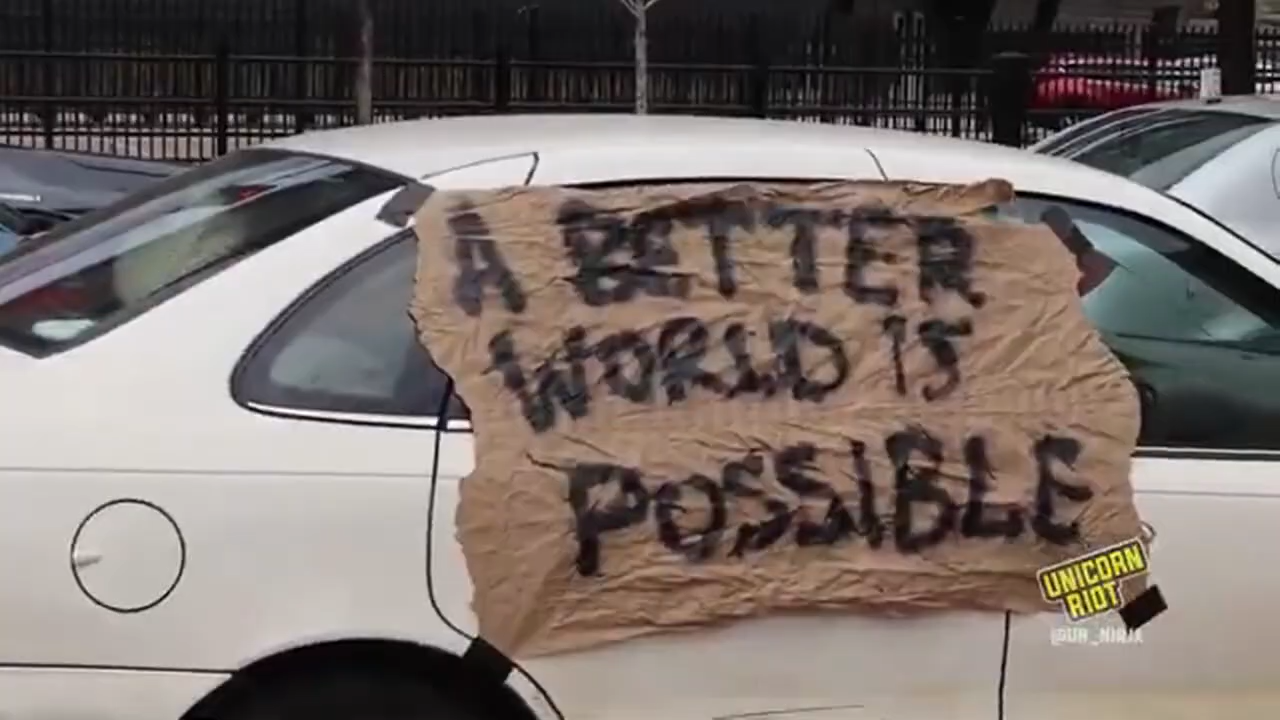 A BETTER
WORLD IS
POSSIBLE
UNICORN
RIOT
@UR_NINJA